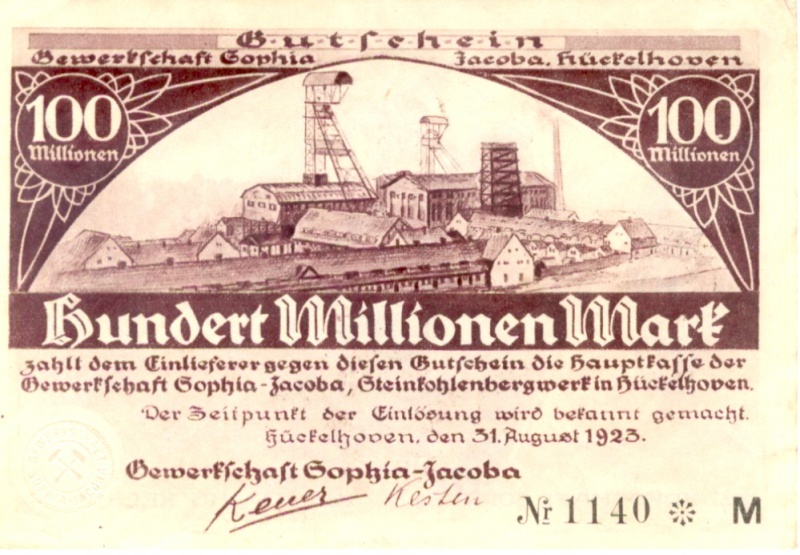 Gutschein
Gewerkschaft Sophia Jacoba, Hückelhoven
100 Millionen
100 Millionen
Hundert Millionen Mark
zahlt dem Einlieferer gegen diesen Gutschein die Hauptkasse der
Gewerkschaft Sophia-Jacoba, Steinkohlenbergwerk in Hückelhoven.
Der Zeitpunkt der Einlösung wird bekannt gemacht.
Hückelhoven, den 31. August 1923.
Gewerkschaft Sophia-Jacoba
Kesten
Nr 1140 * M